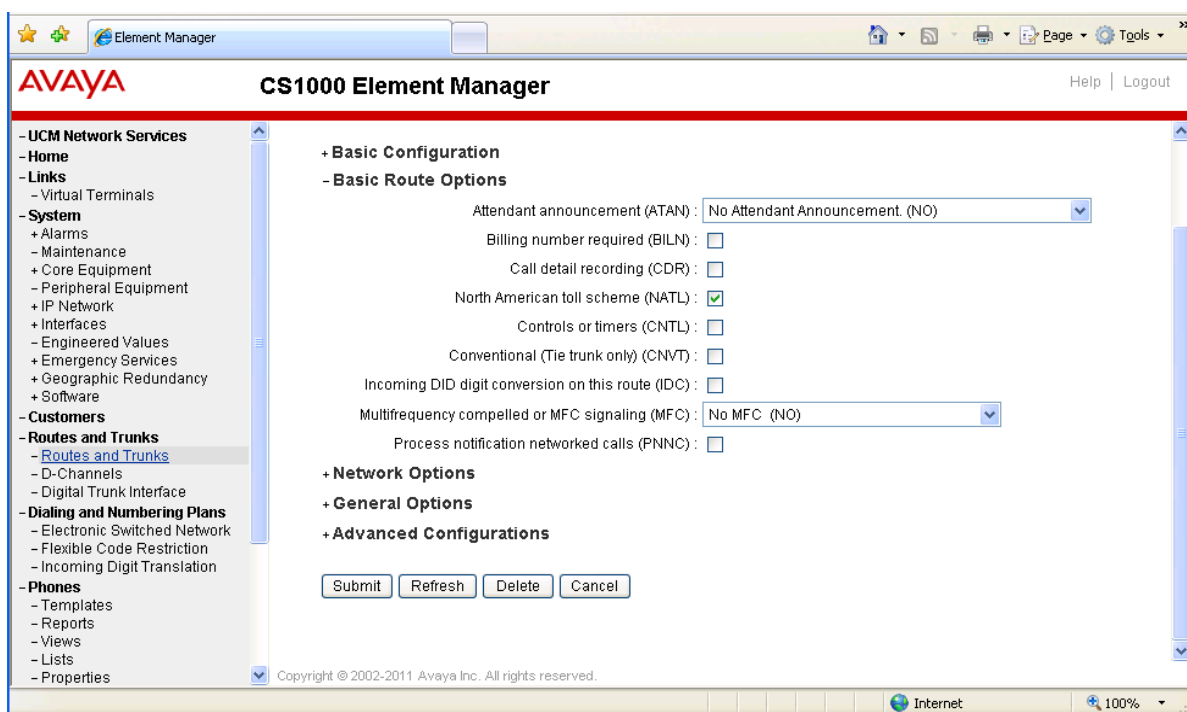 Element Manager
Page
Tools
»
AVAYA
CS1000 Element Manager
Help | Logout
- UCM Network Services
- Home
- Links
- Virtual Terminals
- System
+ Alarms
- Maintenance
+ Core Equipment
- Peripheral Equipment
+ IP Network
+ Interfaces
- Engineered Values
+ Emergency Services
+ Geographic Redundancy
+ Software
- Customers
- Routes and Trunks
- Routes and Trunks
- D-Channels
- Digital Trunk Interface
- Dialing and Numbering Plans
- Electronic Switched Network
- Flexible Code Restriction
- Incoming Digit Translation
- Phones
- Templates
- Reports
- Views
- Lists
- Properties
+ Basic Configuration
- Basic Route Options
Attendant announcement (ATAN) : No Attendant Announcement. (NO)
Billing number required (BILN) :
Call detail recording (CDR) :
North American toll scheme (NATL) :
Controls or timers (CNTL) :
Conventional (Tie trunk only) (CNVT) :
Incoming DID digit conversion on this route (IDC) :
Multifrequency compelled or MFC signaling (MFC) : No MFC (NO)
Process notification networked calls (PNNC) :
+ Network Options
+ General Options
+ Advanced Configurations
Submit Refresh Delete Cancel
Copyright © 2002-2011 Avaya Inc. All rights reserved.
Internet
100%